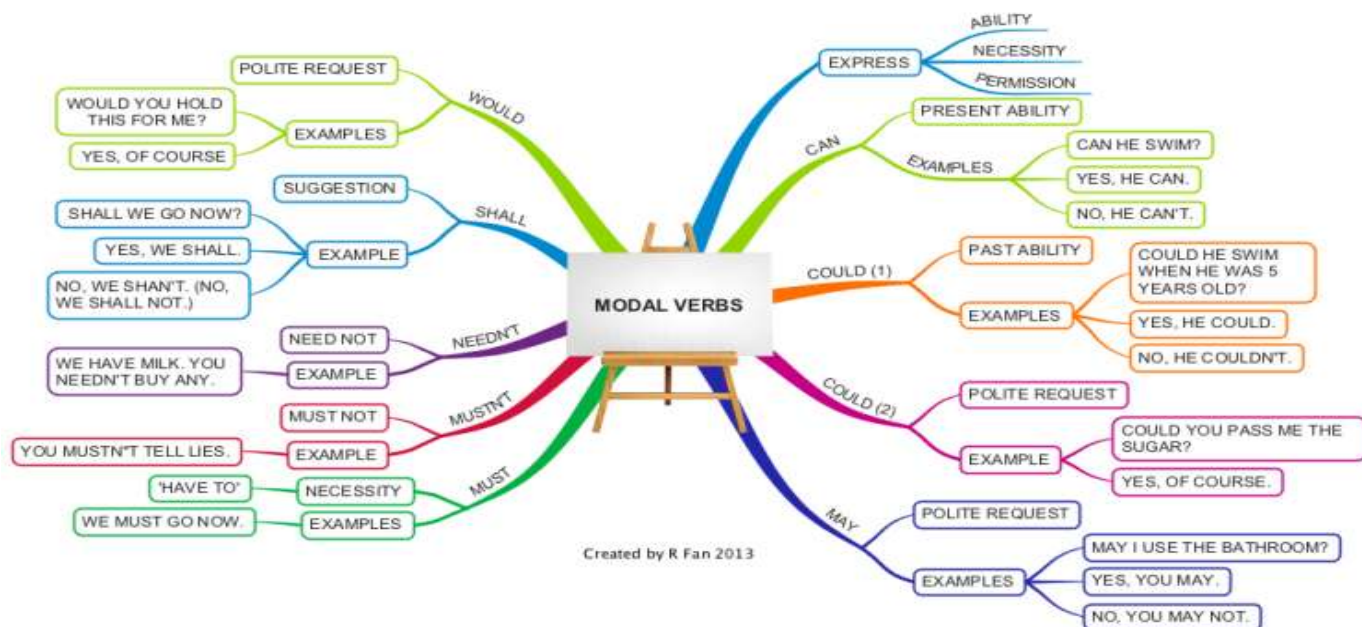 MODAL VERBS
EXPRESS
ABILITY
NECESSITY
PERMISSION
CAN
PRESENT ABILITY
EXAMPLES
CAN HE SWIM?
YES, HE CAN.
NO, HE CAN'T.
COULD (1)
PAST ABILITY
EXAMPLES
COULD HE SWIM
WHEN HE WAS 5
YEARS OLD?
YES, HE COULD.
NO, HE COULDN'T.
COULD (2)
POLITE REQUEST
EXAMPLE
COULD YOU PASS ME THE
SUGAR?
YES, OF COURSE.
MAY
POLITE REQUEST
EXAMPLES
MAY I USE THE BATHROOM?
YES, YOU MAY.
NO, YOU MAY NOT.
WOULD
POLITE REQUEST
EXAMPLES
WOULD YOU HOLD
THIS FOR ME?
YES, OF COURSE
SHALL
SUGGESTION
EXAMPLE
SHALL WE GO NOW?
YES, WE SHALL.
NO, WE SHAN'T. (NO,
WE SHALL NOT.)
NEEDN'T
NEED NOT
EXAMPLE
WE HAVE MILK. YOU
NEEDN'T BUY ANY.
MUSTN'T
MUST NOT
EXAMPLE
YOU MUSTN"T TELL LIES.
MUST
NECESSITY
'HAVE TO'
EXAMPLES
WE MUST GO NOW.
Created by R Fan 2013